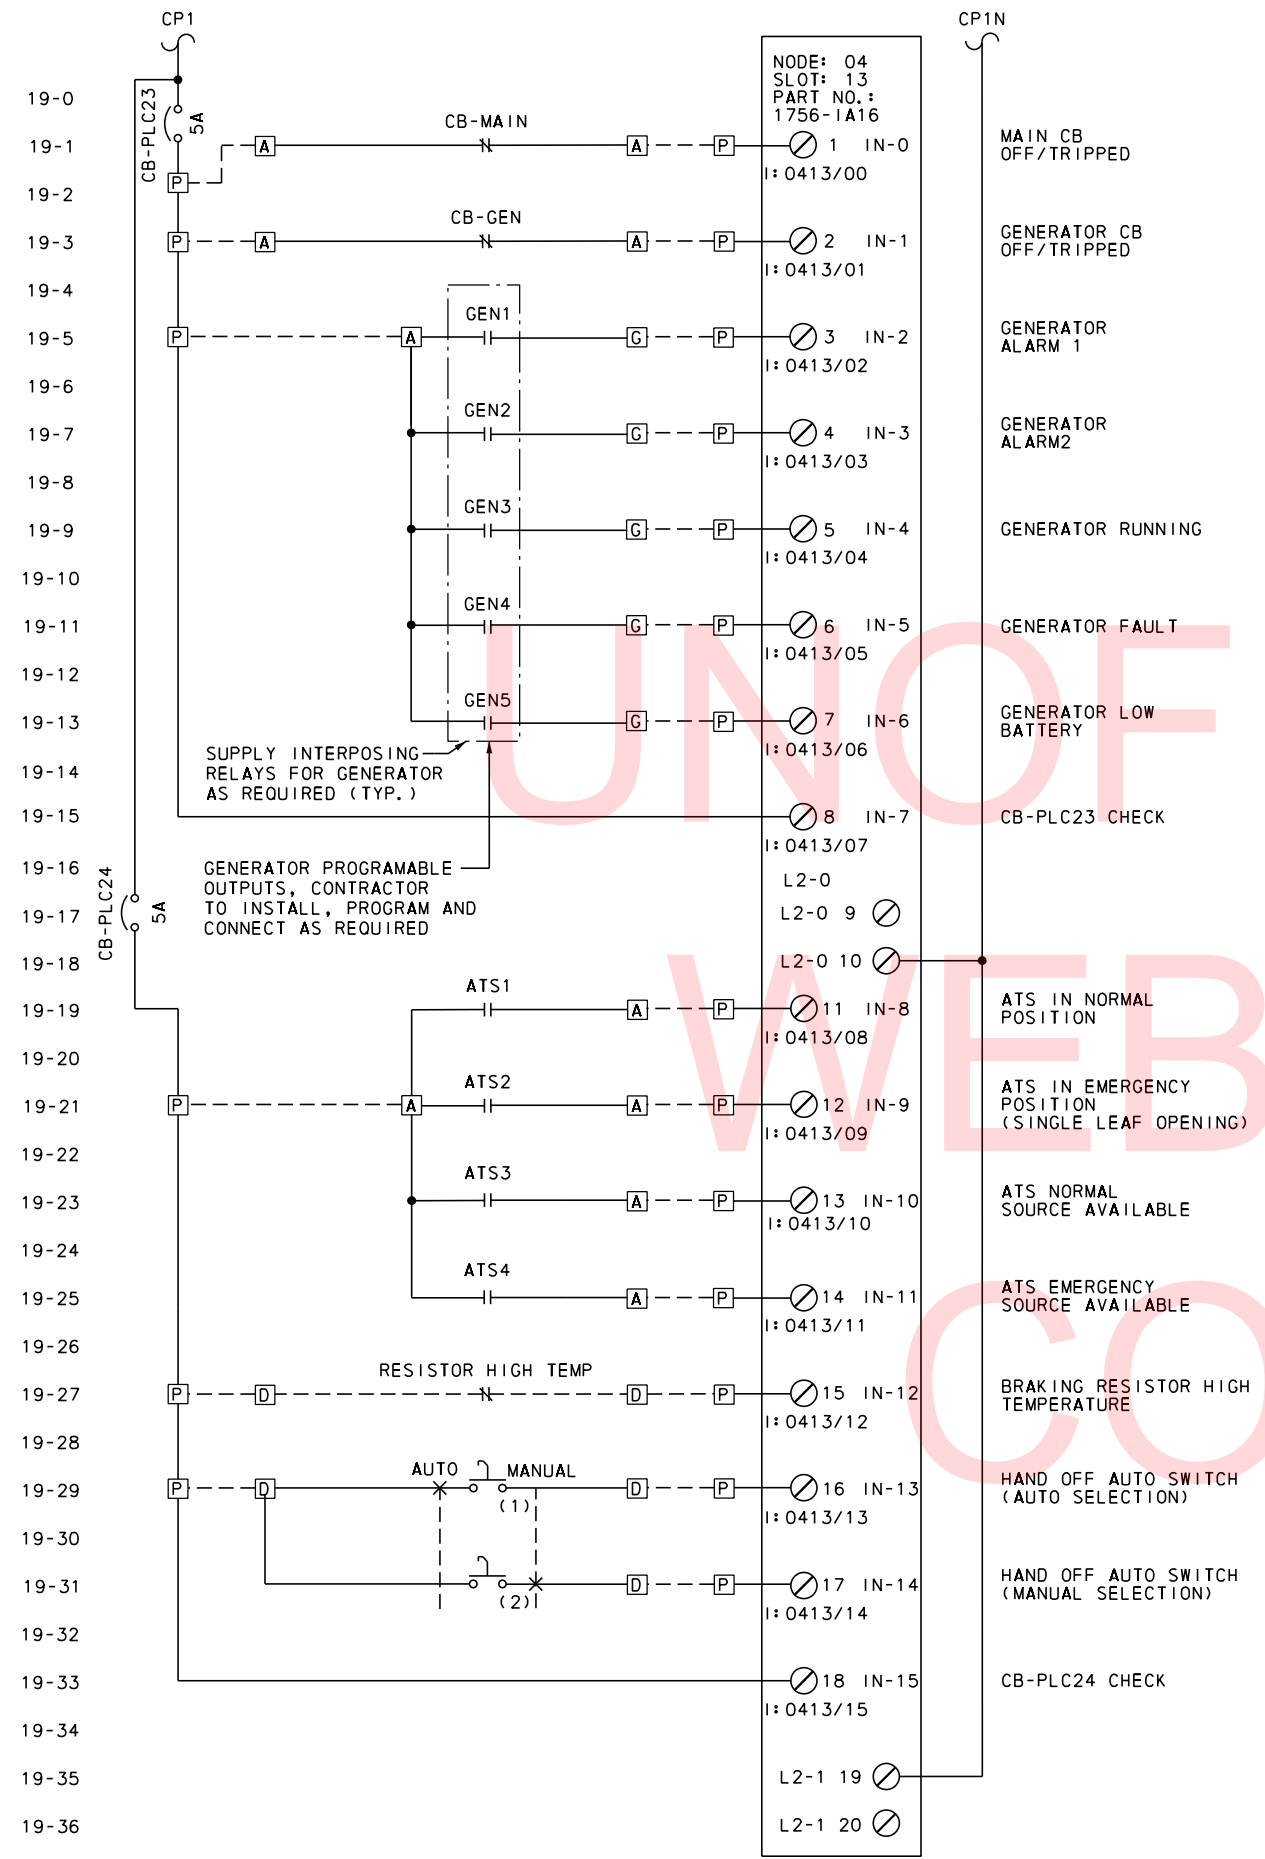 CP1
CP1N
NODE: 04
SLOT: 13
PART NO.:
1756-IA16
19-0
CB-PLC23
5A
19-1
A
CB-MAIN
A
P
1 IN-0
MAIN CB
OFF/TRIPPED
I:0413/00
P
19-2
19-3
P
A
CB-GEN
A
P
2 IN-1
GENERATOR CB
OFF/TRIPPED
I:0413/01
19-4
19-5
P
A
GEN1
G
P
3 IN-2
GENERATOR
ALARM 1
I:0413/02
19-6
19-7
GEN2
G
P
4 IN-3
GENERATOR
ALARM2
I:0413/03
19-8
19-9
GEN3
G
P
5 IN-4
GENERATOR RUNNING
I:0413/04
19-10
19-11
GEN4
G
P
6 IN-5
GENERATOR FAULT
I:0413/05
19-12
19-13
GEN5
G
P
7 IN-6
GENERATOR LOW
BATTERY
I:0413/06
SUPPLY INTERPOSING
RELAYS FOR GENERATOR
AS REQUIRED (TYP.)
19-14
19-15
8 IN-7
CB-PLC23 CHECK
I:0413/07
19-16
GENERATOR PROGRAMABLE
OUTPUTS, CONTRACTOR
TO INSTALL, PROGRAM AND
CONNECT AS REQUIRED
L2-0
CB-PLC24
5A
19-17
L2-0 9
19-18
L2-0 10
19-19
ATS1
A
P
11 IN-8
ATS IN NORMAL
POSITION
I:0413/08
19-20
19-21
P
A
ATS2
A
P
12 IN-9
ATS IN EMERGENCY
POSITION
(SINGLE LEAF OPENING)
I:0413/09
19-22
19-23
ATS3
A
P
13 IN-10
ATS NORMAL
SOURCE AVAILABLE
I:0413/10
19-24
19-25
ATS4
A
P
14 IN-11
ATS EMERGENCY
SOURCE AVAILABLE
I:0413/11
19-26
19-27
P
D
RESISTOR HIGH TEMP
D
P
15 IN-12
BRAKING RESISTOR HIGH
TEMPERATURE
I:0413/12
19-28
19-29
P
D
AUTO
MANUAL
(1)
D
P
16 IN-13
HAND OFF AUTO SWITCH
(AUTO SELECTION)
I:0413/13
19-30
19-31
(2)
D
P
17 IN-14
HAND OFF AUTO SWITCH
(MANUAL SELECTION)
I:0413/14
19-32
19-33
18 IN-15
CB-PLC24 CHECK
I:0413/15
19-34
19-35
L2-1 19
19-36
L2-1 20
UNOF
WEB
CO